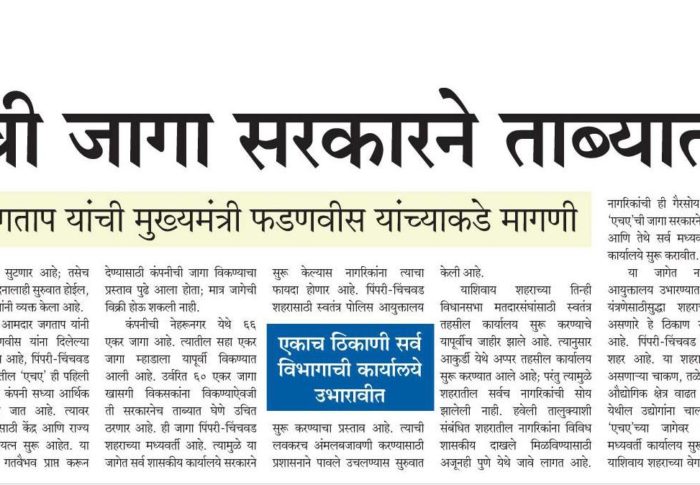 ची जागा सरकारने ताब्यात
गताप यांची मुख्यमंत्री फडणवीस यांच्याकडे मागणी
सुटणार आहे; तसेच
नालाही सुरुवात होईल,
नी व्यक्त केला आहे.
आमदार जगताप यांनी
णवीस यांना दिलेल्या
आहे, पिंपरी-चिंचवड
तील ‘एचए’ ही पहिली
कंपनी सध्या आर्थिक
जात आहे. त्यावर
साठी केंद्र आणि राज्य
यत्न सुरू आहेत. या
गतवैभव प्राप्त करून
देण्यासाठी कंपनीची जागा विकण्याचा
प्रस्ताव पुढे आला होता; मात्र जागेची
विक्री होऊ शकली नाही.
कंपनीची नेहरूनगर येथे ६६
एकर जागा आहे. त्यातील सहा एकर
जागा म्हाडाला यापूर्वी विकण्यात
आली आहे. उर्वरित ६० एकर जागा
खासगी विकसकांना विकण्याऐवजी
ती सरकारनेच ताब्यात घेणे उचित
ठरणार आहे. ही जागा पिंपरी-चिंचवड
शहराच्या मध्यवर्ती आहे. त्यामुळे या
जागेत सर्व शासकीय कार्यालये सरकारने
सुरू केल्यास नागरिकांना त्याचा
फायदा होणार आहे. पिंपरी-चिंचवड
शहरासाठी स्वतंत्र पोलिस आयुक्तालय
एकाच ठिकाणी सर्व
विभागाची कार्यालये
उभारावीत
सुरू करण्याचा प्रस्ताव आहे. त्याची
लवकरच अंमलबजावणी करण्यासाठी
प्रशासनाने पावले उचलण्यास सुरुवात
केली आहे.
याशिवाय शहराच्या तिन्ही
विधानसभा मतदारसंघांसाठी स्वतंत्र
तहसील कार्यालय सुरू करण्याचे
यापूर्वीच जाहीर झाले आहे. त्यानुसार
आकुर्डी येथे अप्पर तहसील कार्यालय
सुरू करण्यात आले आहे; परंतु त्यामुळे
शहरातील सर्वच नागरिकांची सोय
झालेली नाही. हवेली तालुक्याशी
संबंधित शहरातील नागरिकांना विविध
शासकीय दाखले मिळविण्यासाठी
अजूनही पुणे येथे जावे लागत आहे.
नागरिकांची ही गैरसोय
‘एचए’ची जागा सरकारने
आणि तेथे सर्व मध्यव
कार्यालये सुरू करावीत.
या जागेत न
आयुक्तालय उभारण्यात
यंत्रणेसाठीसुद्धा शहराच
असणारे हे ठिकाण
आहे. पिंपरी-चिंचवड
शहर आहे. या शहरा
असणाऱ्या चाकण, तळे
औद्योगिक क्षेत्र वाढत
येथील उद्योगांना चाल
‘एचए’च्या जागेवर
मध्यवर्ती कार्यालय सुरू
याशिवाय शहराच्या वेग